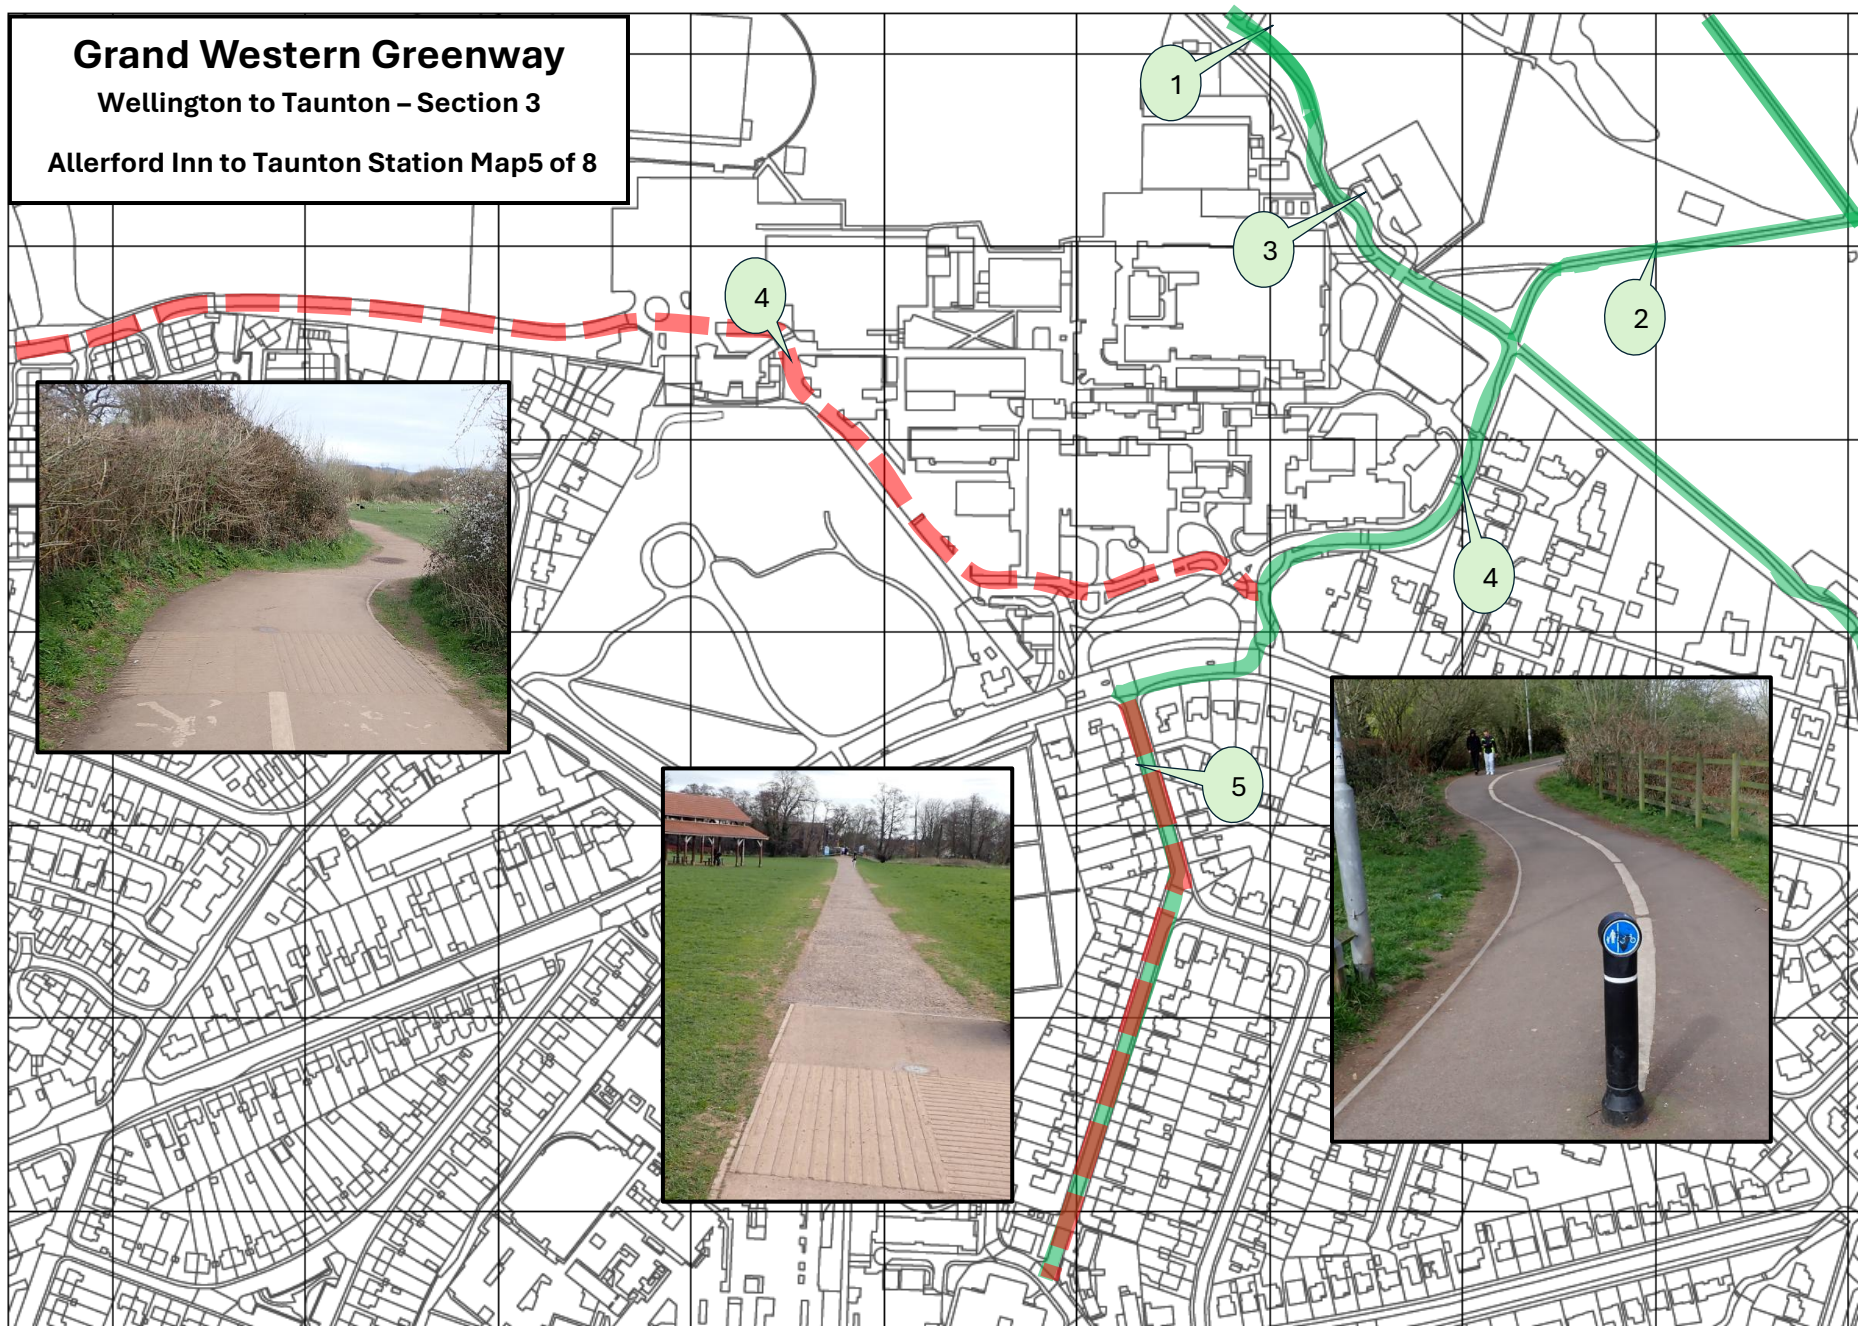 Grand Western Greenway
Wellington to Taunton – Section 3
Allerford Inn to Taunton Station Map5 of 8
1
3
2
4
4
5